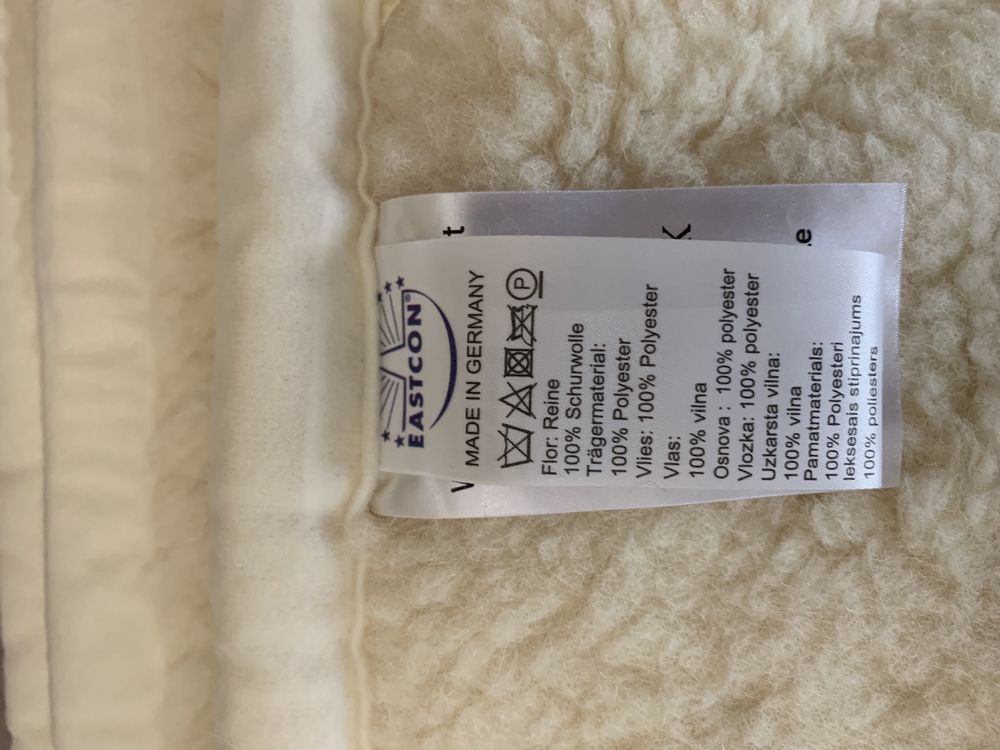 EASTCON®
MADE IN GERMANY
P
Flor: Reine
100% Schurwolle
Trägermaterial:
100% Polyester
Vlies: 100% Polyester
Vlas:
100% vilna
Osnova : 100% polyester
Vlozka: 100% polyester
Uzkarsta vilna:
100% vilna
Pamatmaterials:
100% Polyesteri
Ieksesais stiprinajums
100% poliesters